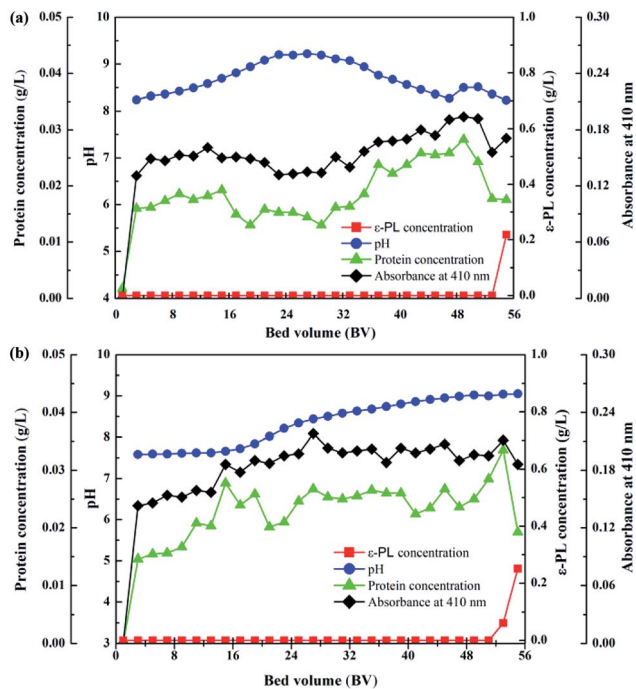 (a)
Protein concentration (g/L)
0.05
0.04
0.03
0.02
0.01
0.00
pH
10
9
8
7
6
5
4
ε-PL concentration
pH
Protein concentration
Absorbance at 410 nm
0 8 16 24 32 40 48 56
Bed volume (BV)
1.0
0.8
0.6
0.4
0.2
0.0
ε-PL concentration (g/L)
0.30
0.24
0.18
0.12
0.06
0.00
Absorbance at 410 nm
(b)
Protein concentration (g/L)
0.05
0.04
0.03
0.02
0.01
0.00
pH
10
9
8
7
6
5
4
3
ε-PL concentration
pH
Protein concentration
Absorbance at 410 nm
0 8 16 24 32 40 48 56
Bed volume (BV)
1.0
0.8
0.6
0.4
0.2
0.0
ε-PL concentration (g/L)
0.30
0.24
0.18
0.12
0.06
0.00
Absorbance at 410 nm